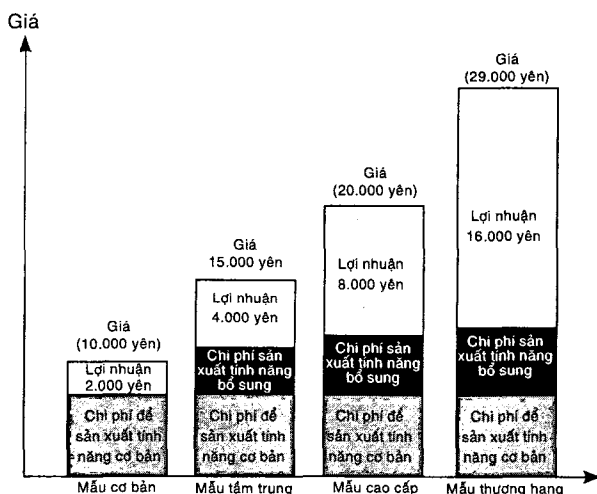 Giá
Giá
(10.000 yên)
Lợi nhuận
2.000 yên
Chi phí để
sản xuất tính
năng cơ bản
Mẫu cơ bản
Giá
15.000 yên
Lợi nhuận
4.000 yên
Chi phí sản
xuất tính năng
bổ sung
Chi phí để
sản xuất tính
năng cơ bản
Mẫu tầm trung
Giá
(20.000 yên)
Lợi nhuận
8.000 yên
Chi phí sản
xuất tính năng
bổ sung
Chi phí để
sản xuất tính
năng cơ bản
Mẫu cao cấp
Giá
(29.000 yên)
Lợi nhuận
16.000 yên
Chi phí sản
xuất tính năng
bổ sung
Chi phí để
sản xuất tính
năng cơ bản
Mẫu thượng hạng